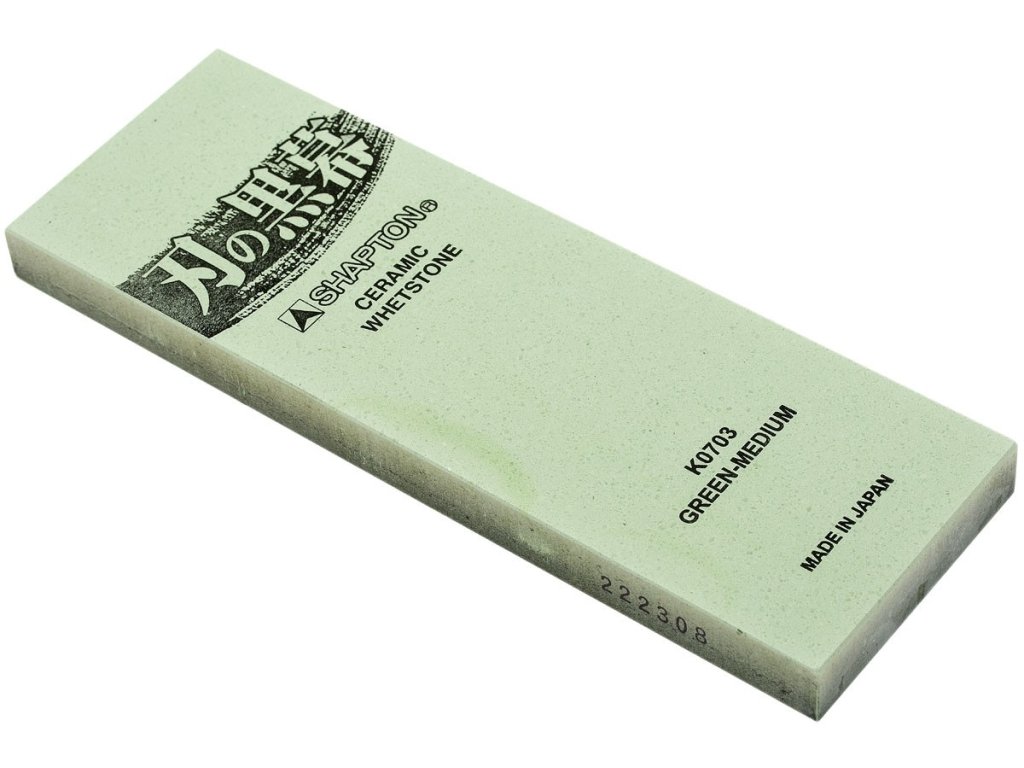 刃の黒幕
SHAPTON®
CERAMIC
WHETSTONE
K0703
GREEN-MEDIUM
MADE IN JAPAN
222308